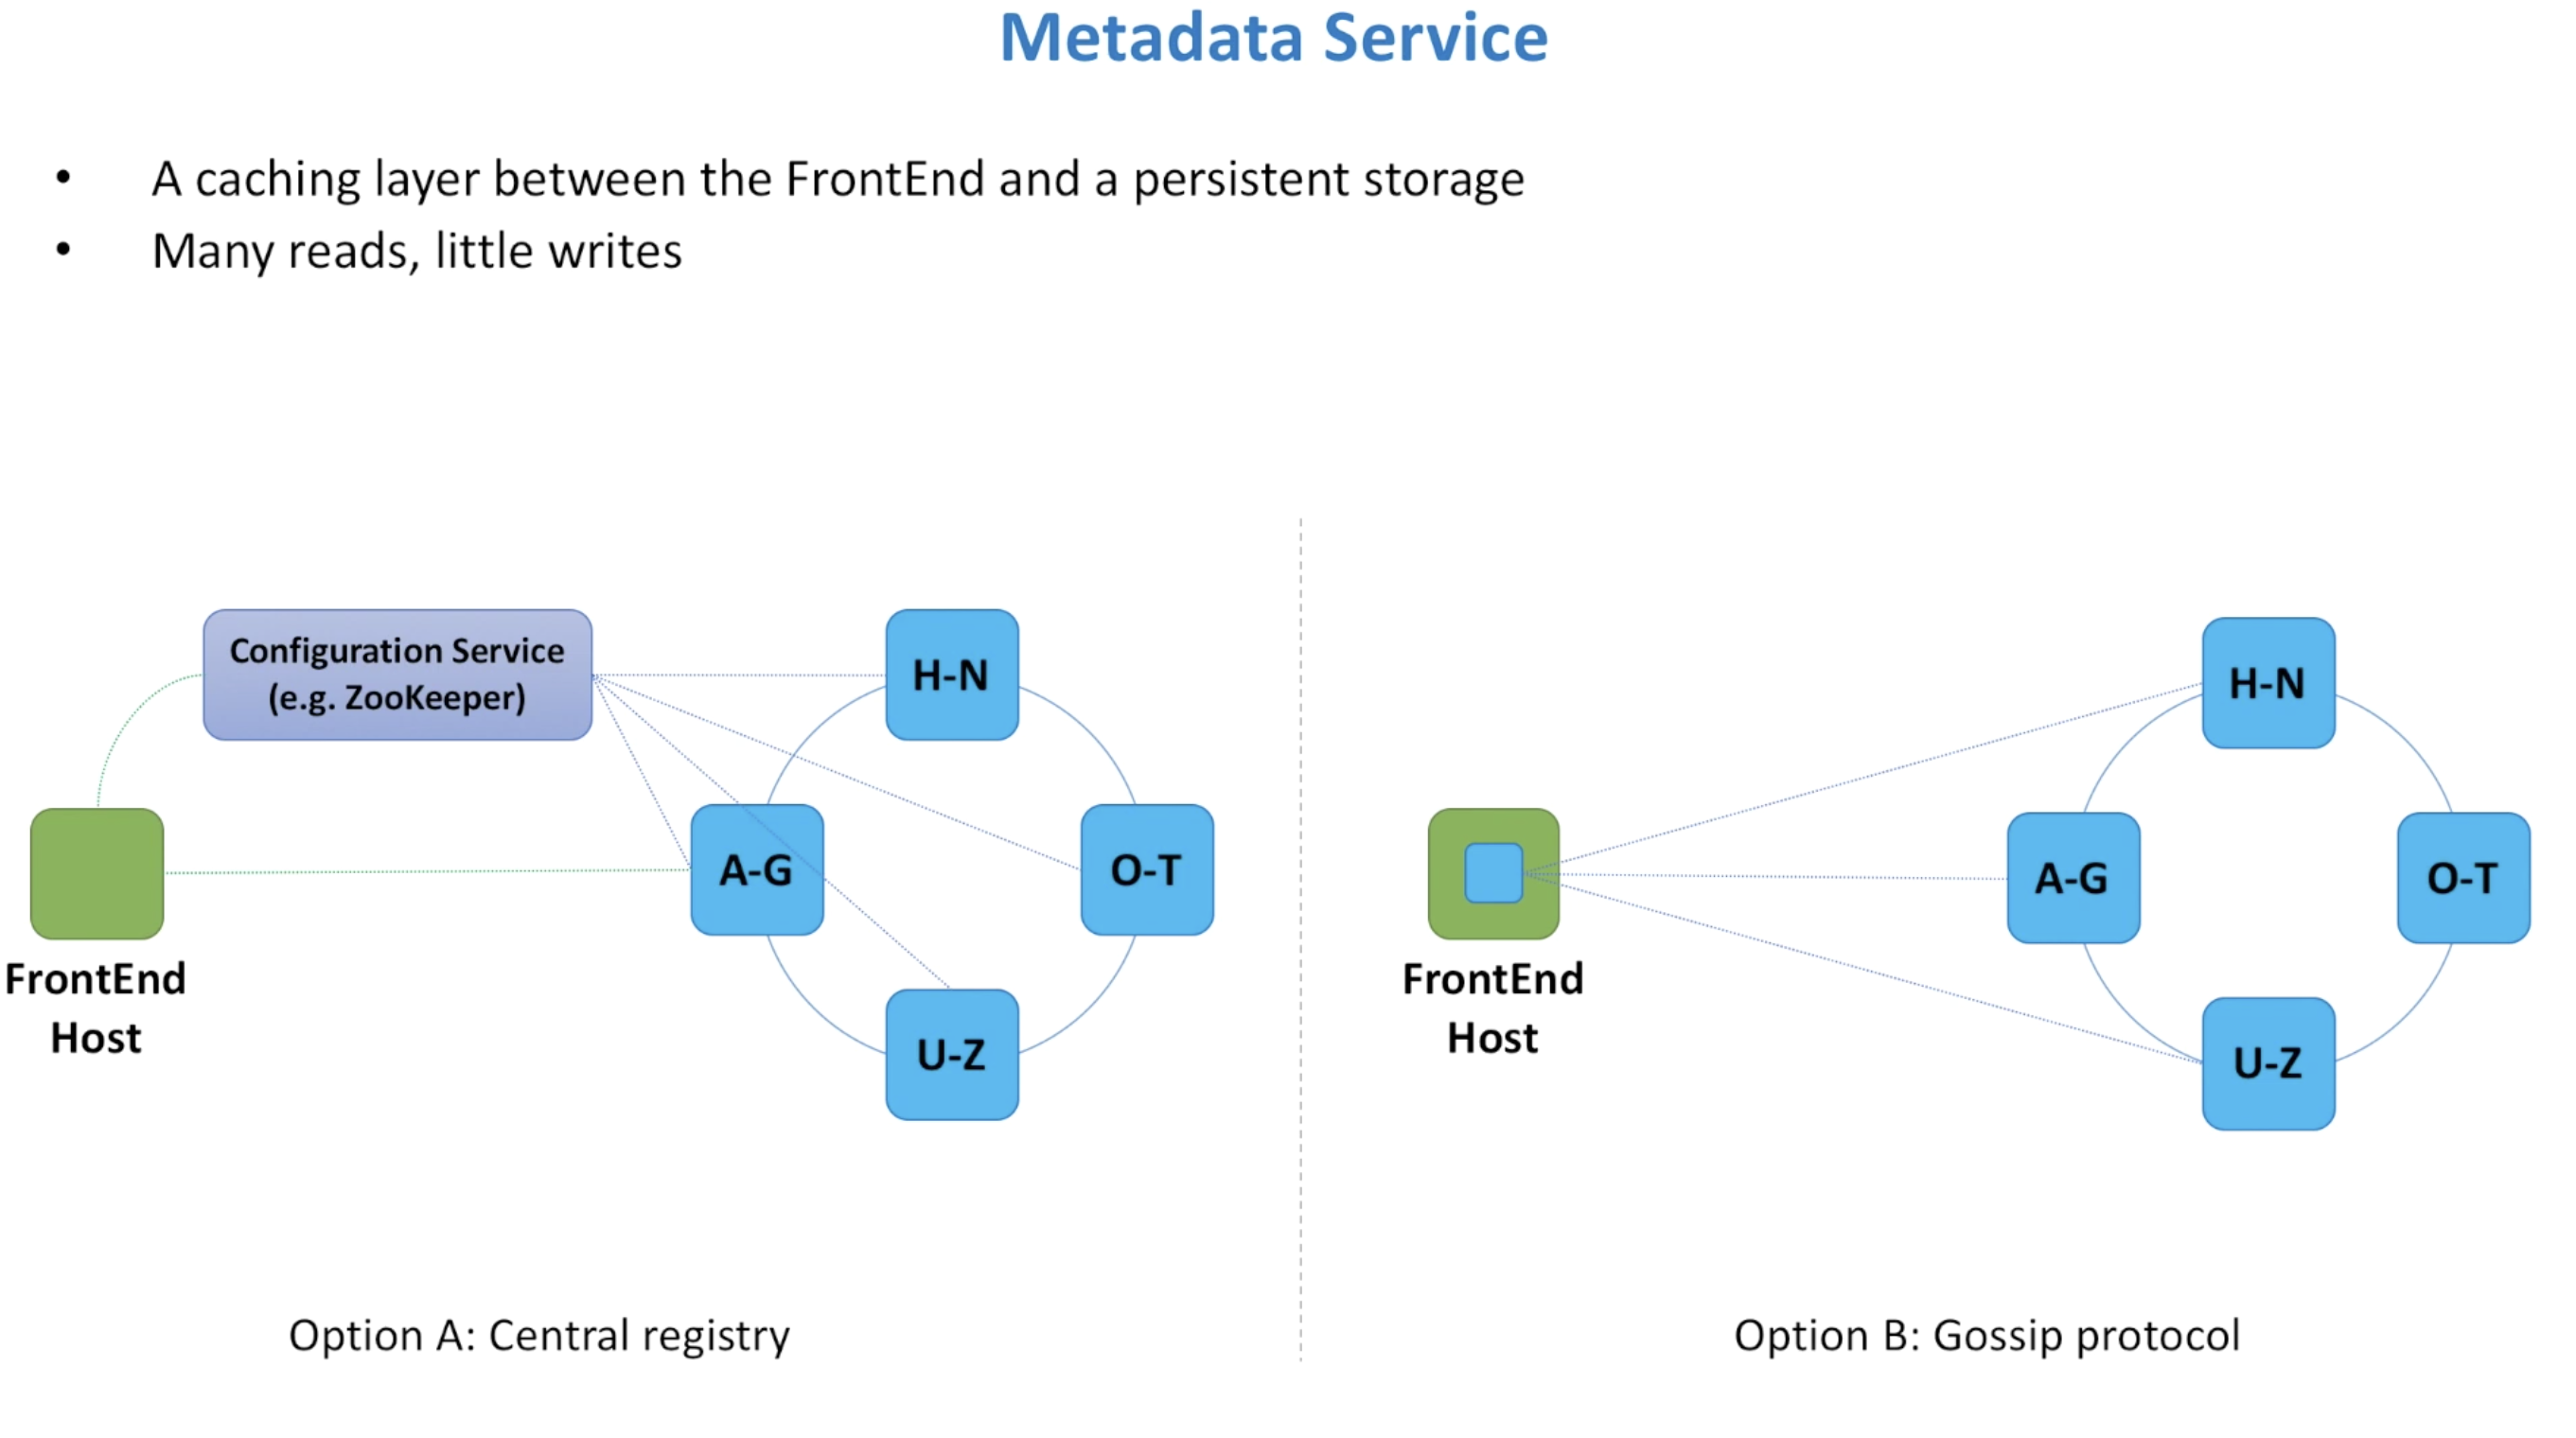 Metadata Service
• A caching layer between the FrontEnd and a persistent storage
• Many reads, little writes
Configuration Service
(e.g. ZooKeeper)
H-N
A-G
O-T
U-Z
FrontEnd
Host
Option A: Central registry
H-N
A-G
O-T
U-Z
FrontEnd
Host
Option B: Gossip protocol